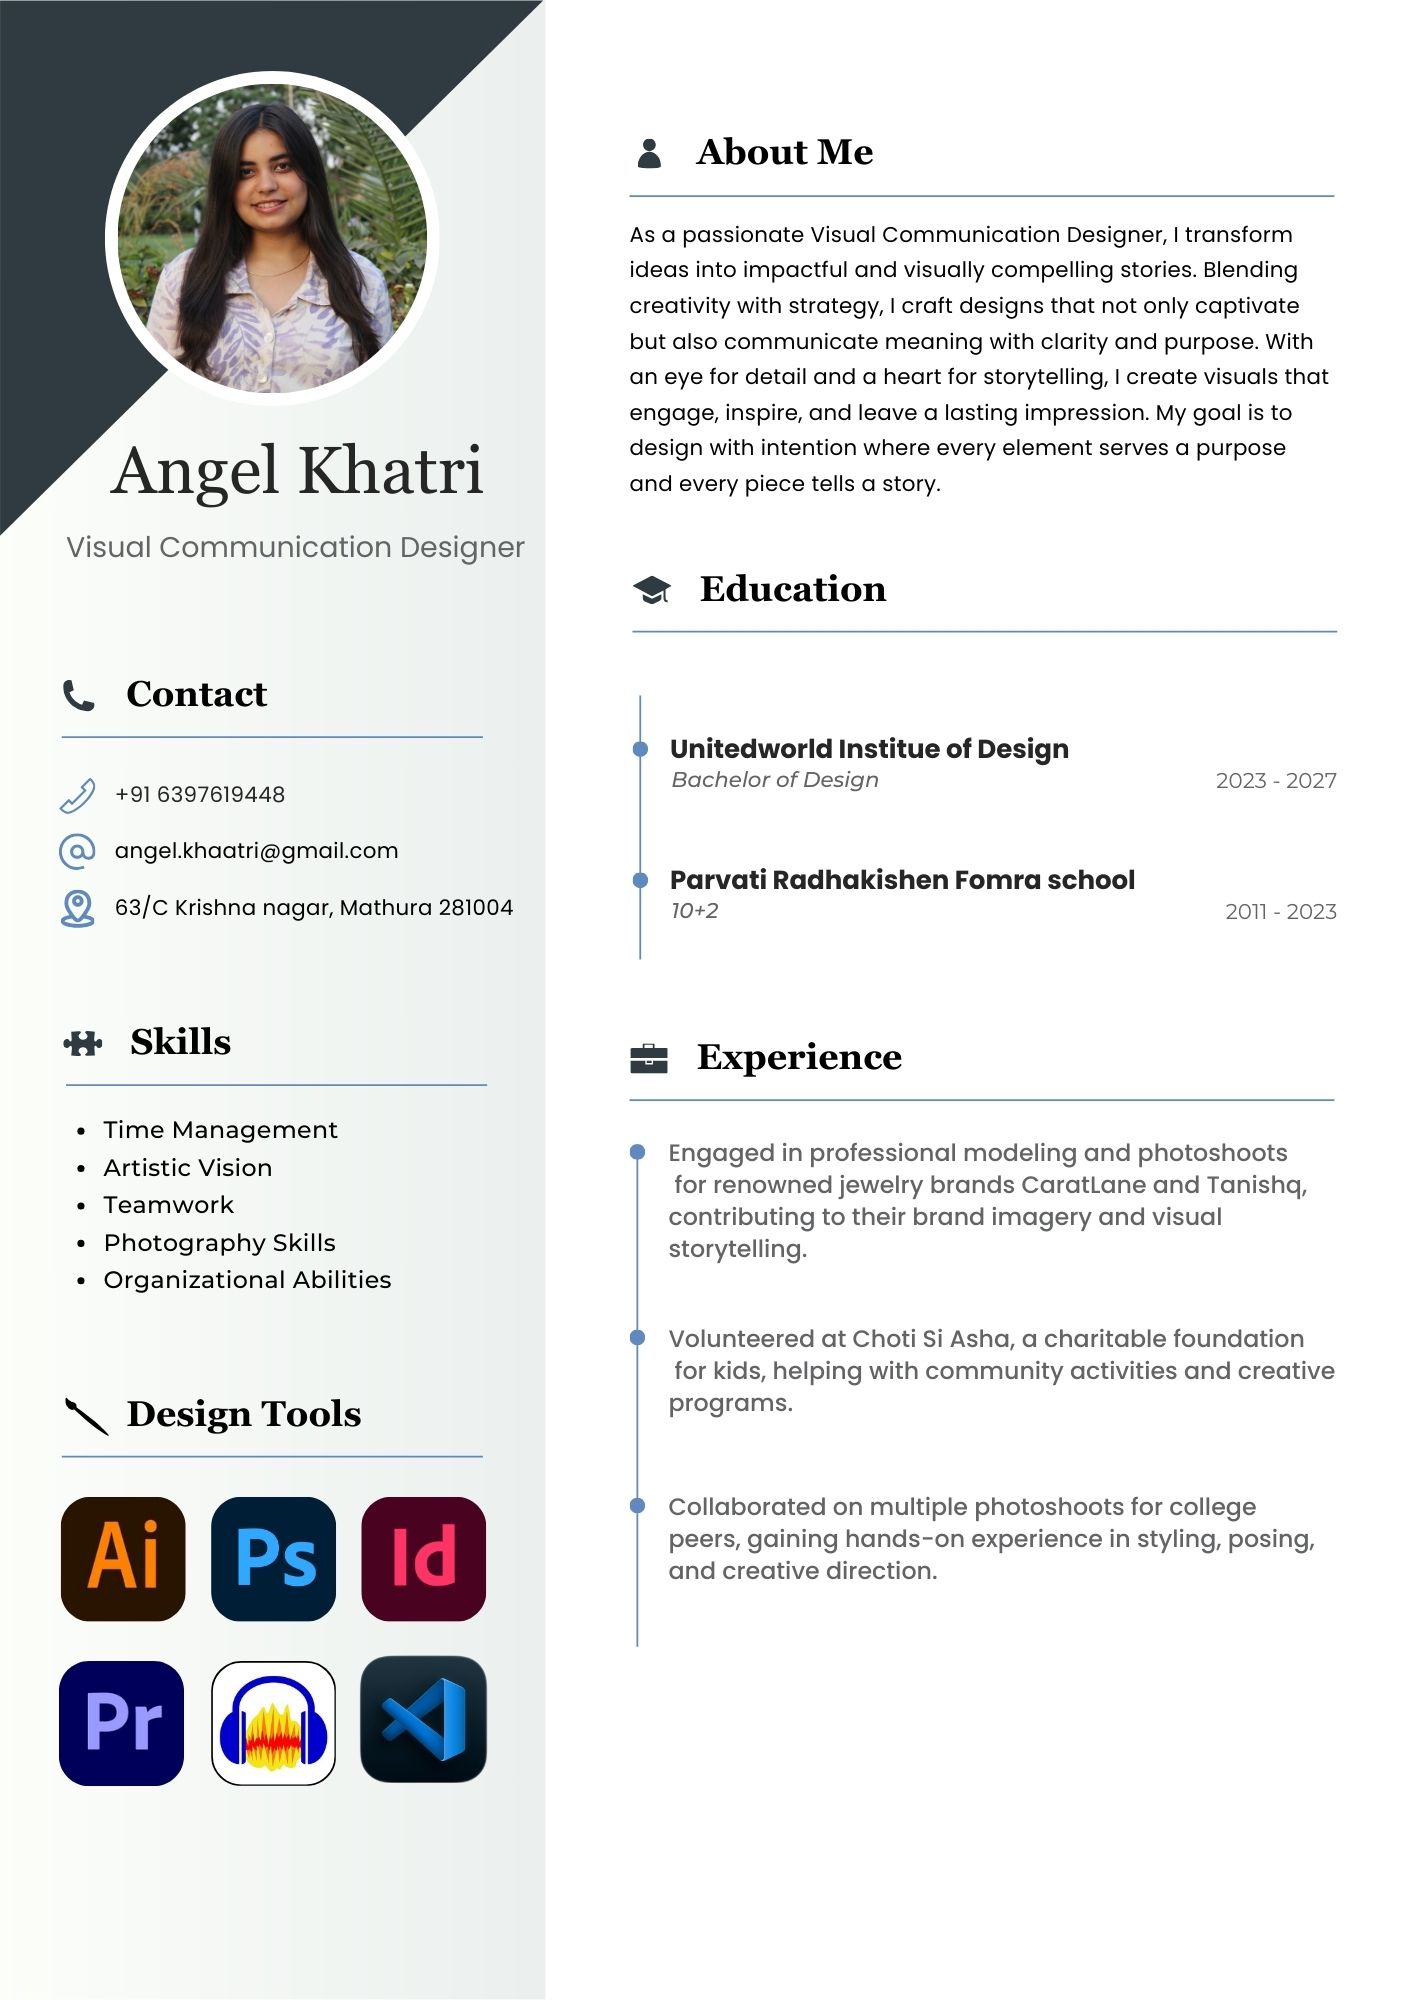 Angel Khatri
Visual Communication Designer
Contact
+91 6397619448
angel.khaatri@gmail.com
63/C Krishna nagar, Mathura 281004
Skills
• Time Management
• Artistic Vision
• Teamwork
• Photography Skills
• Organizational Abilities
Design Tools
Ai Ps Id
Pr
About Me
As a passionate Visual Communication Designer, I transform
ideas into impactful and visually compelling stories. Blending
creativity with strategy, I craft designs that not only captivate
but also communicate meaning with clarity and purpose. With
an eye for detail and a heart for storytelling, I create visuals that
engage, inspire, and leave a lasting impression. My goal is to
design with intention where every element serves a purpose
and every piece tells a story.
Education
Unitedworld Institue of Design
Bachelor of Design 2023 - 2027
Parvati Radhakishen Fomra school
10+2 2011 - 2023
Experience
Engaged in professional modeling and photoshoots
for renowned jewelry brands CaratLane and Tanishq,
contributing to their brand imagery and visual
storytelling.
Volunteered at Choti Si Asha, a charitable foundation
for kids, helping with community activities and creative
programs.
Collaborated on multiple photoshoots for college
peers, gaining hands-on experience in styling, posing,
and creative direction.